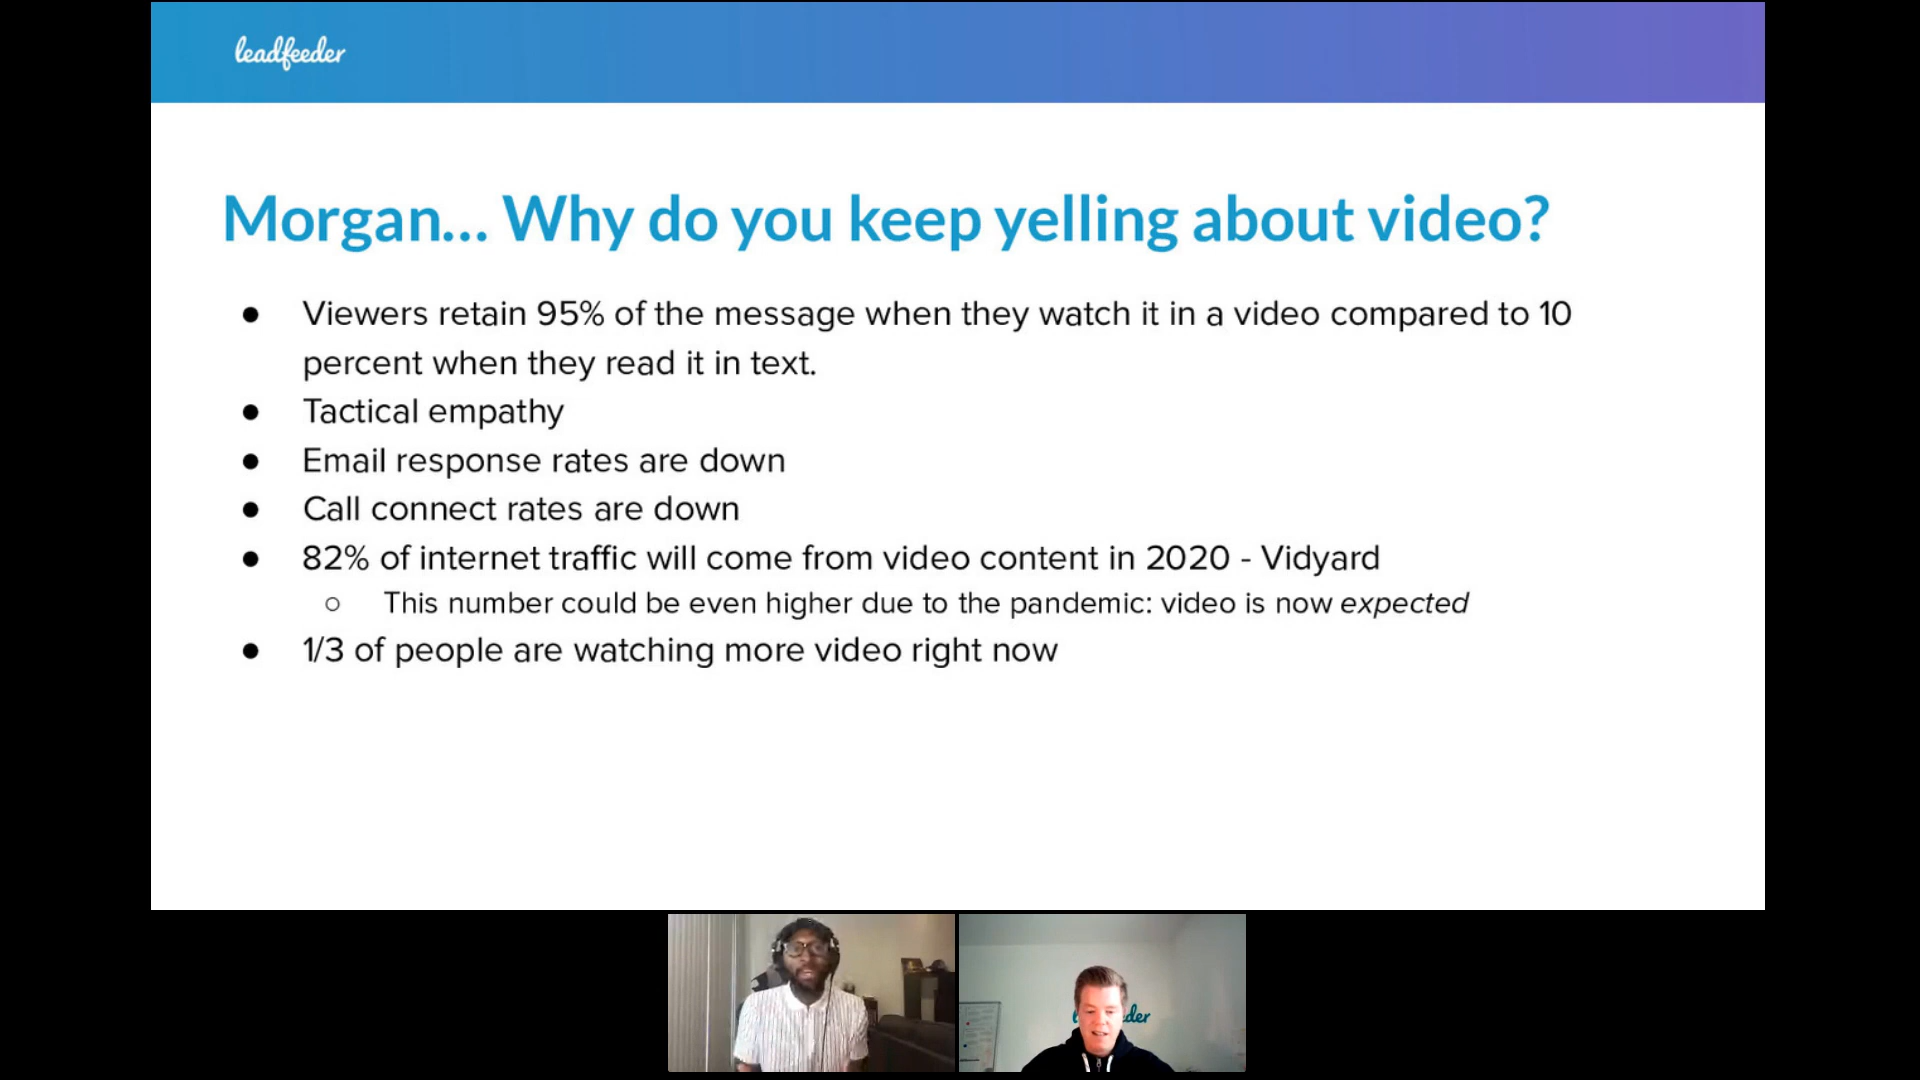 leadfeeder
Morgan... Why do you keep yelling about video?
● Viewers retain 95% of the message when they watch it in a video compared to 10
percent when they read it in text.
● Tactical empathy
● Email response rates are down
● Call connect rates are down
● 82% of internet traffic will come from video content in 2020 - Vidyard
○ This number could be even higher due to the pandemic: video is now expected
● 1/3 of people are watching more video right now